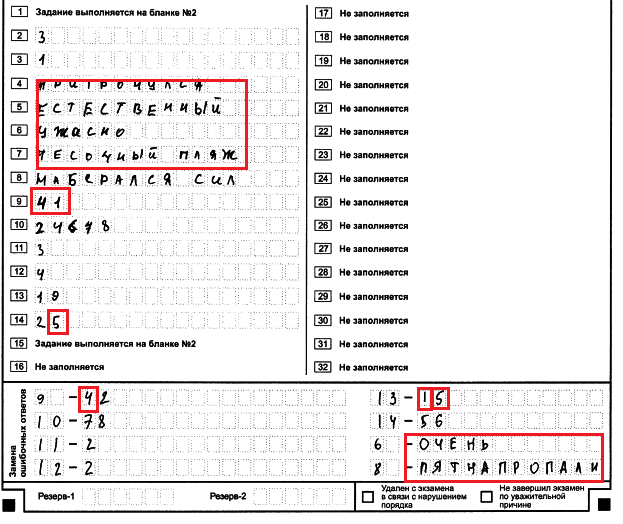 1 Задание выполняется на бланке №2
2 3
3 1
4 ПРИТРОНУЛСЯ
5 ЕСТЕСТВЕННЫЙ
6 УЖАСНО
7 ПЕСОЧНЫЙ ПЛЯЖ
8 НАБЕРАЛСЯ СИЛ
9 41
10 24678
11 3
12 4
13 19
14 25
15 Задание выполняется на бланке №2
16 Не заполняется
17 Не заполняется
18 Не заполняется
19 Не заполняется
20 Не заполняется
21 Не заполняется
22 Не заполняется
23 Не заполняется
24 Не заполняется
25 Не заполняется
26 Не заполняется
27 Не заполняется
28 Не заполняется
29 Не заполняется
30 Не заполняется
31 Не заполняется
32 Не заполняется
Замена ошибочных ответов
9-42
10-78
11-2
12-2
13-15
14-56
6 -ОЧЕНЬ
8 -ПЯТНАПРОПАЛИ
Резерв-1
Резерв-2
Удален с экзамена
в связи с нарушением
порядка
Не завершил экзамен
по уважительной
причине